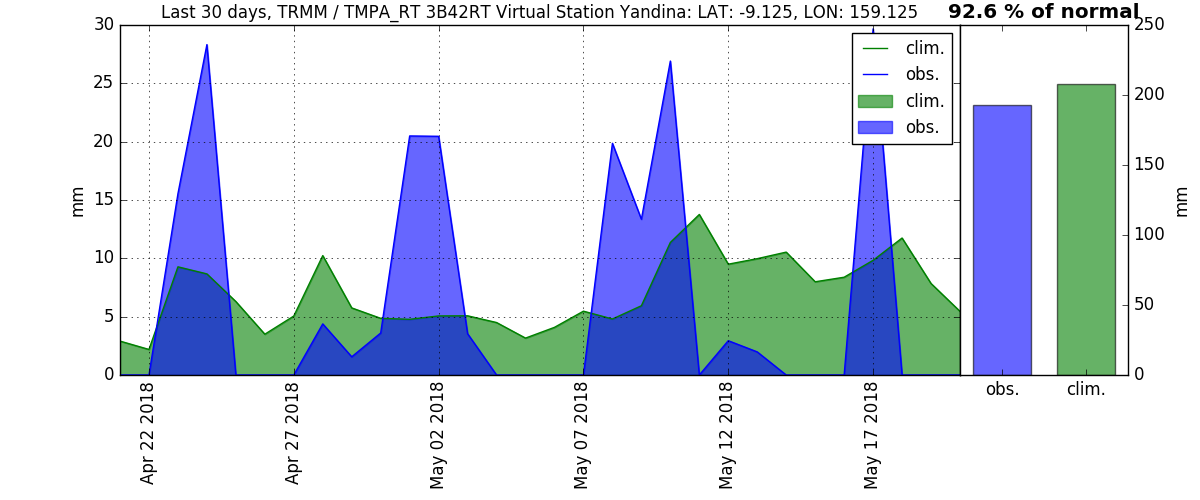 Last 30 days, TRMM / TMPA_RT 3B42RT Virtual Station Yandina: LAT: -9.125, LON: 159.125
92.6 % of normal
30
25
20
15
10
5
0
mm
clim.
obs.
clim.
obs.
250
200
150
100
50
0
mm
obs.
clim.
Apr 22 2018
Apr 27 2018
May 02 2018
May 07 2018
May 12 2018
May 17 2018